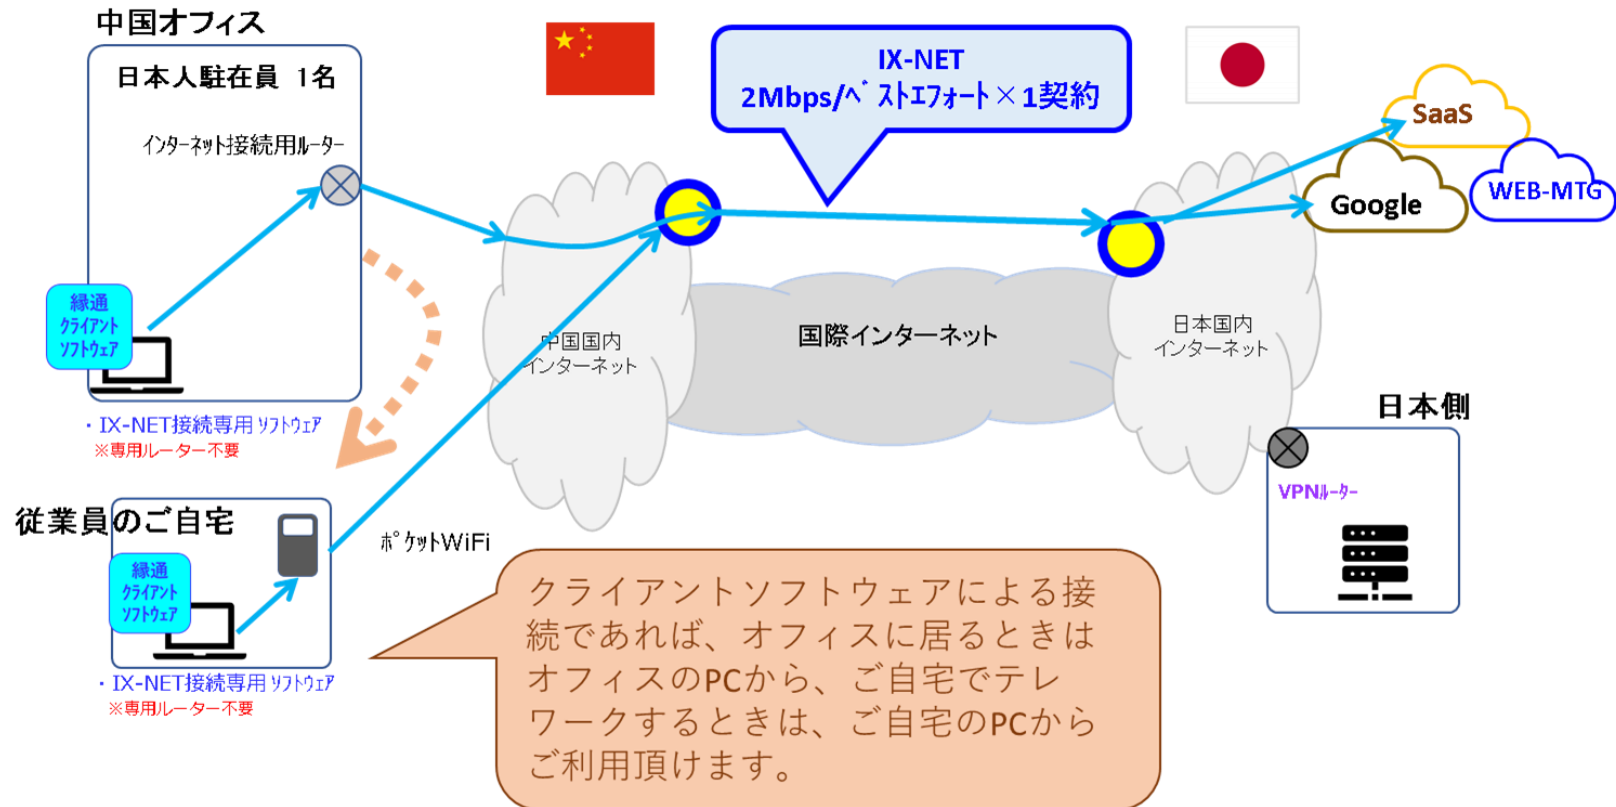 中国オフィス
日本人駐在員 1名
インターネット接続用ルーター
縁通
クライアント
ソフトウェア
・IX-NET接続専用 ソフトウェア
※専用ルーター不要
従業員のご自宅
縁通
クライアント
ソフトウェア
・IX-NET接続専用 ソフトウェア
※専用ルーター不要
ポケットWiFi
IX-NET
2Mbps/ベストエフォート×1契約
中国国内
インターネット
国際インターネット
日本国内
インターネット
SaaS
Google
WEB-MTG
日本側
VPNルーター
クライアントソフトウェアによる接
続であれば、オフィスに居るときは
オフィスのPCから、ご自宅でテレ
ワークするときは、ご自宅のPCから
ご利用頂けます。